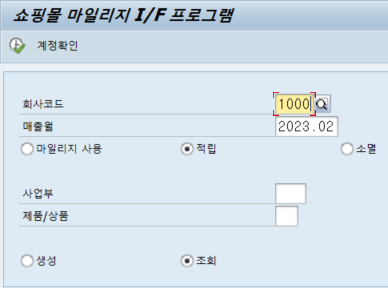 쇼핑몰 마일리지 I/F 프로그램
계정확인
회사코드 1000
매출월 2023.02
마일리지 사용 적립 소멸
사업부
제품/상품
생성 조회